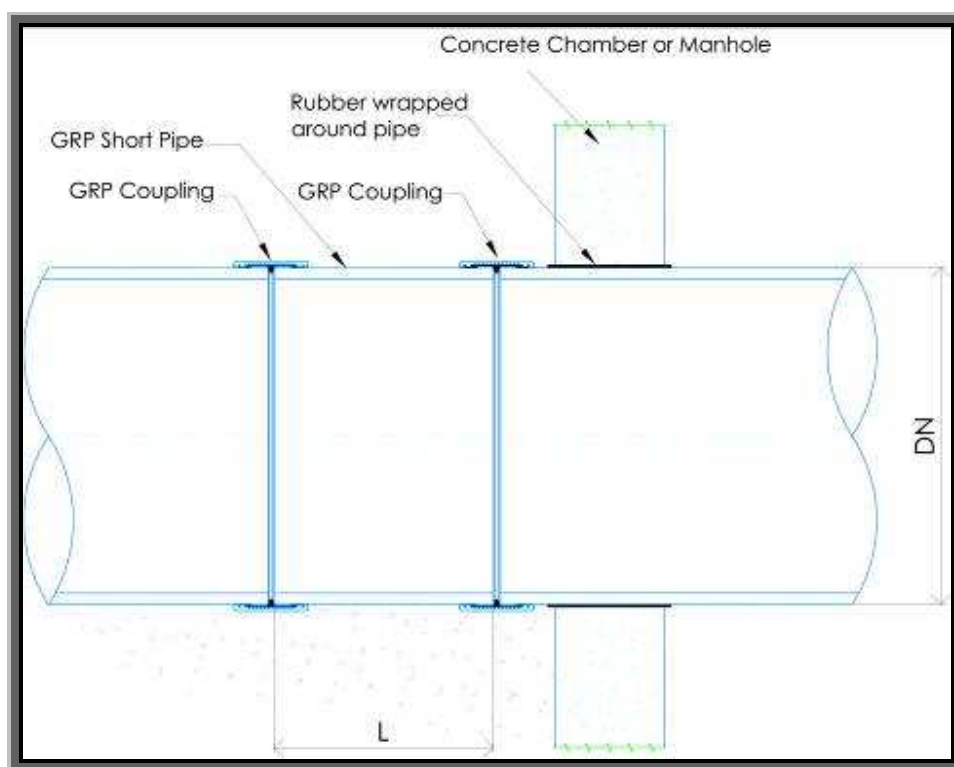 Concrete Chamber or Manhole
Rubber wrapped
around pipe
GRP Short Pipe
GRP Coupling
GRP Coupling
DN
L